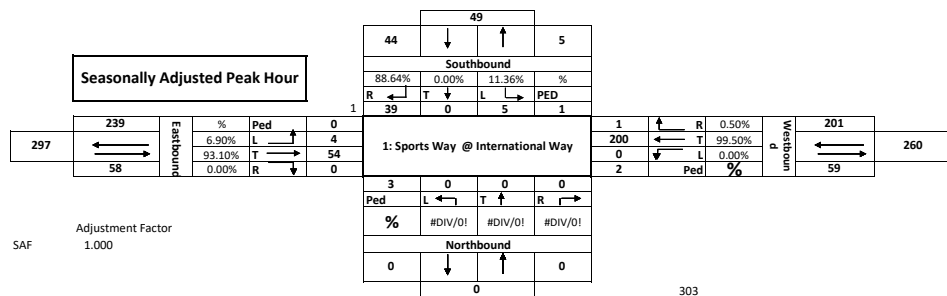 49
44 5
Seasonally Adjusted Peak Hour
Southbound
88.64% 0.00% 11.36% %
R T L PED
1 39 0 5 1
239 Eastbound % Ped 0 1: Sports Way @ International Way 1 R 0.50% Westbound 201
297 6.90% L 4 200 T 99.50% 260
93.10% T 54 0 L 0.00%
58 0.00% R 0 2 Ped % 59
3 0 0 0
Ped L T R
% #DIV/0! #DIV/0! #DIV/0!
Adjustment Factor
SAF 1.000
Northbound
0 0
0
303